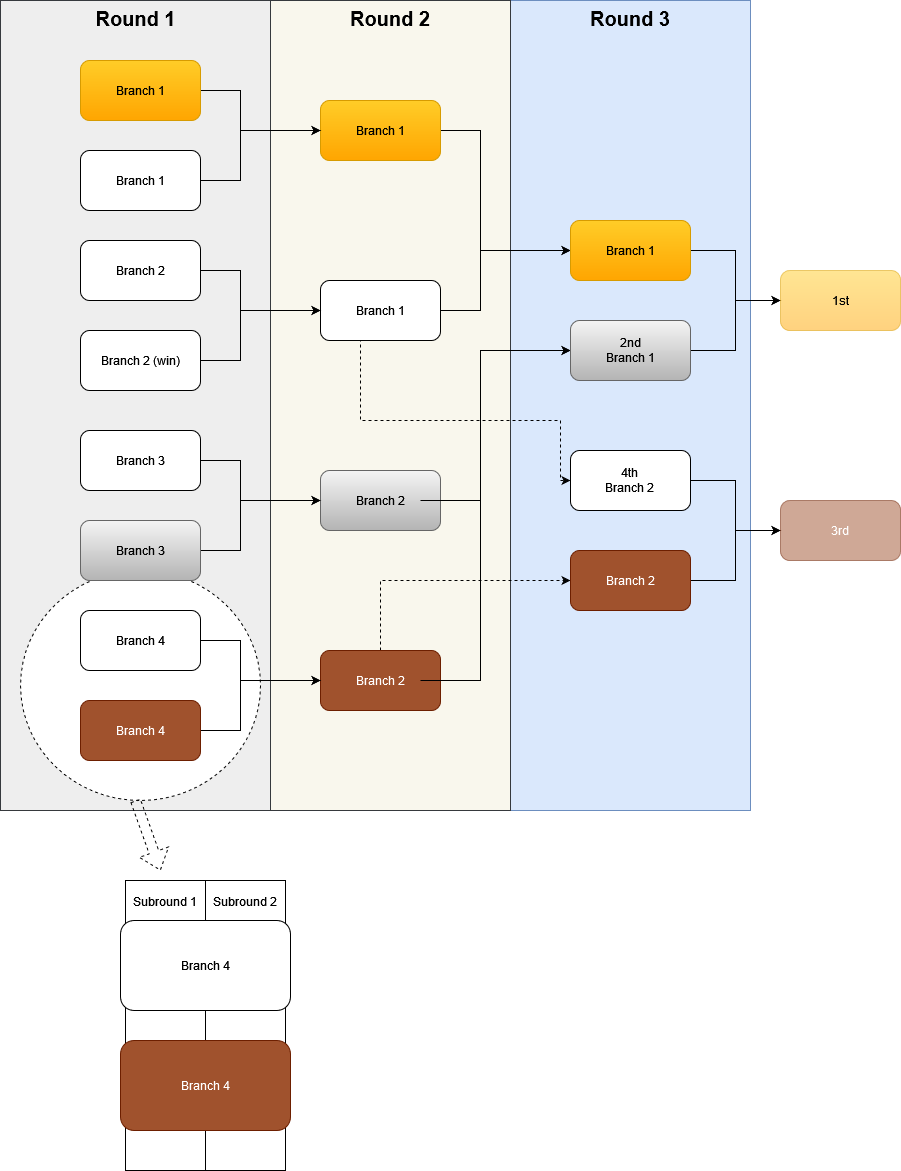 Round 1
Round 2
Round 3
Branch 1
Branch 1
Branch 2
Branch 2 (win)
Branch 3
Branch 3
Branch 4
Branch 4
Branch 1
Branch 1
Branch 2
Branch 2
Branch 1
2nd
Branch 1
4th
Branch 2
Branch 2
1st
3rd
Subround 1
Subround 2
Branch 4
Branch 4